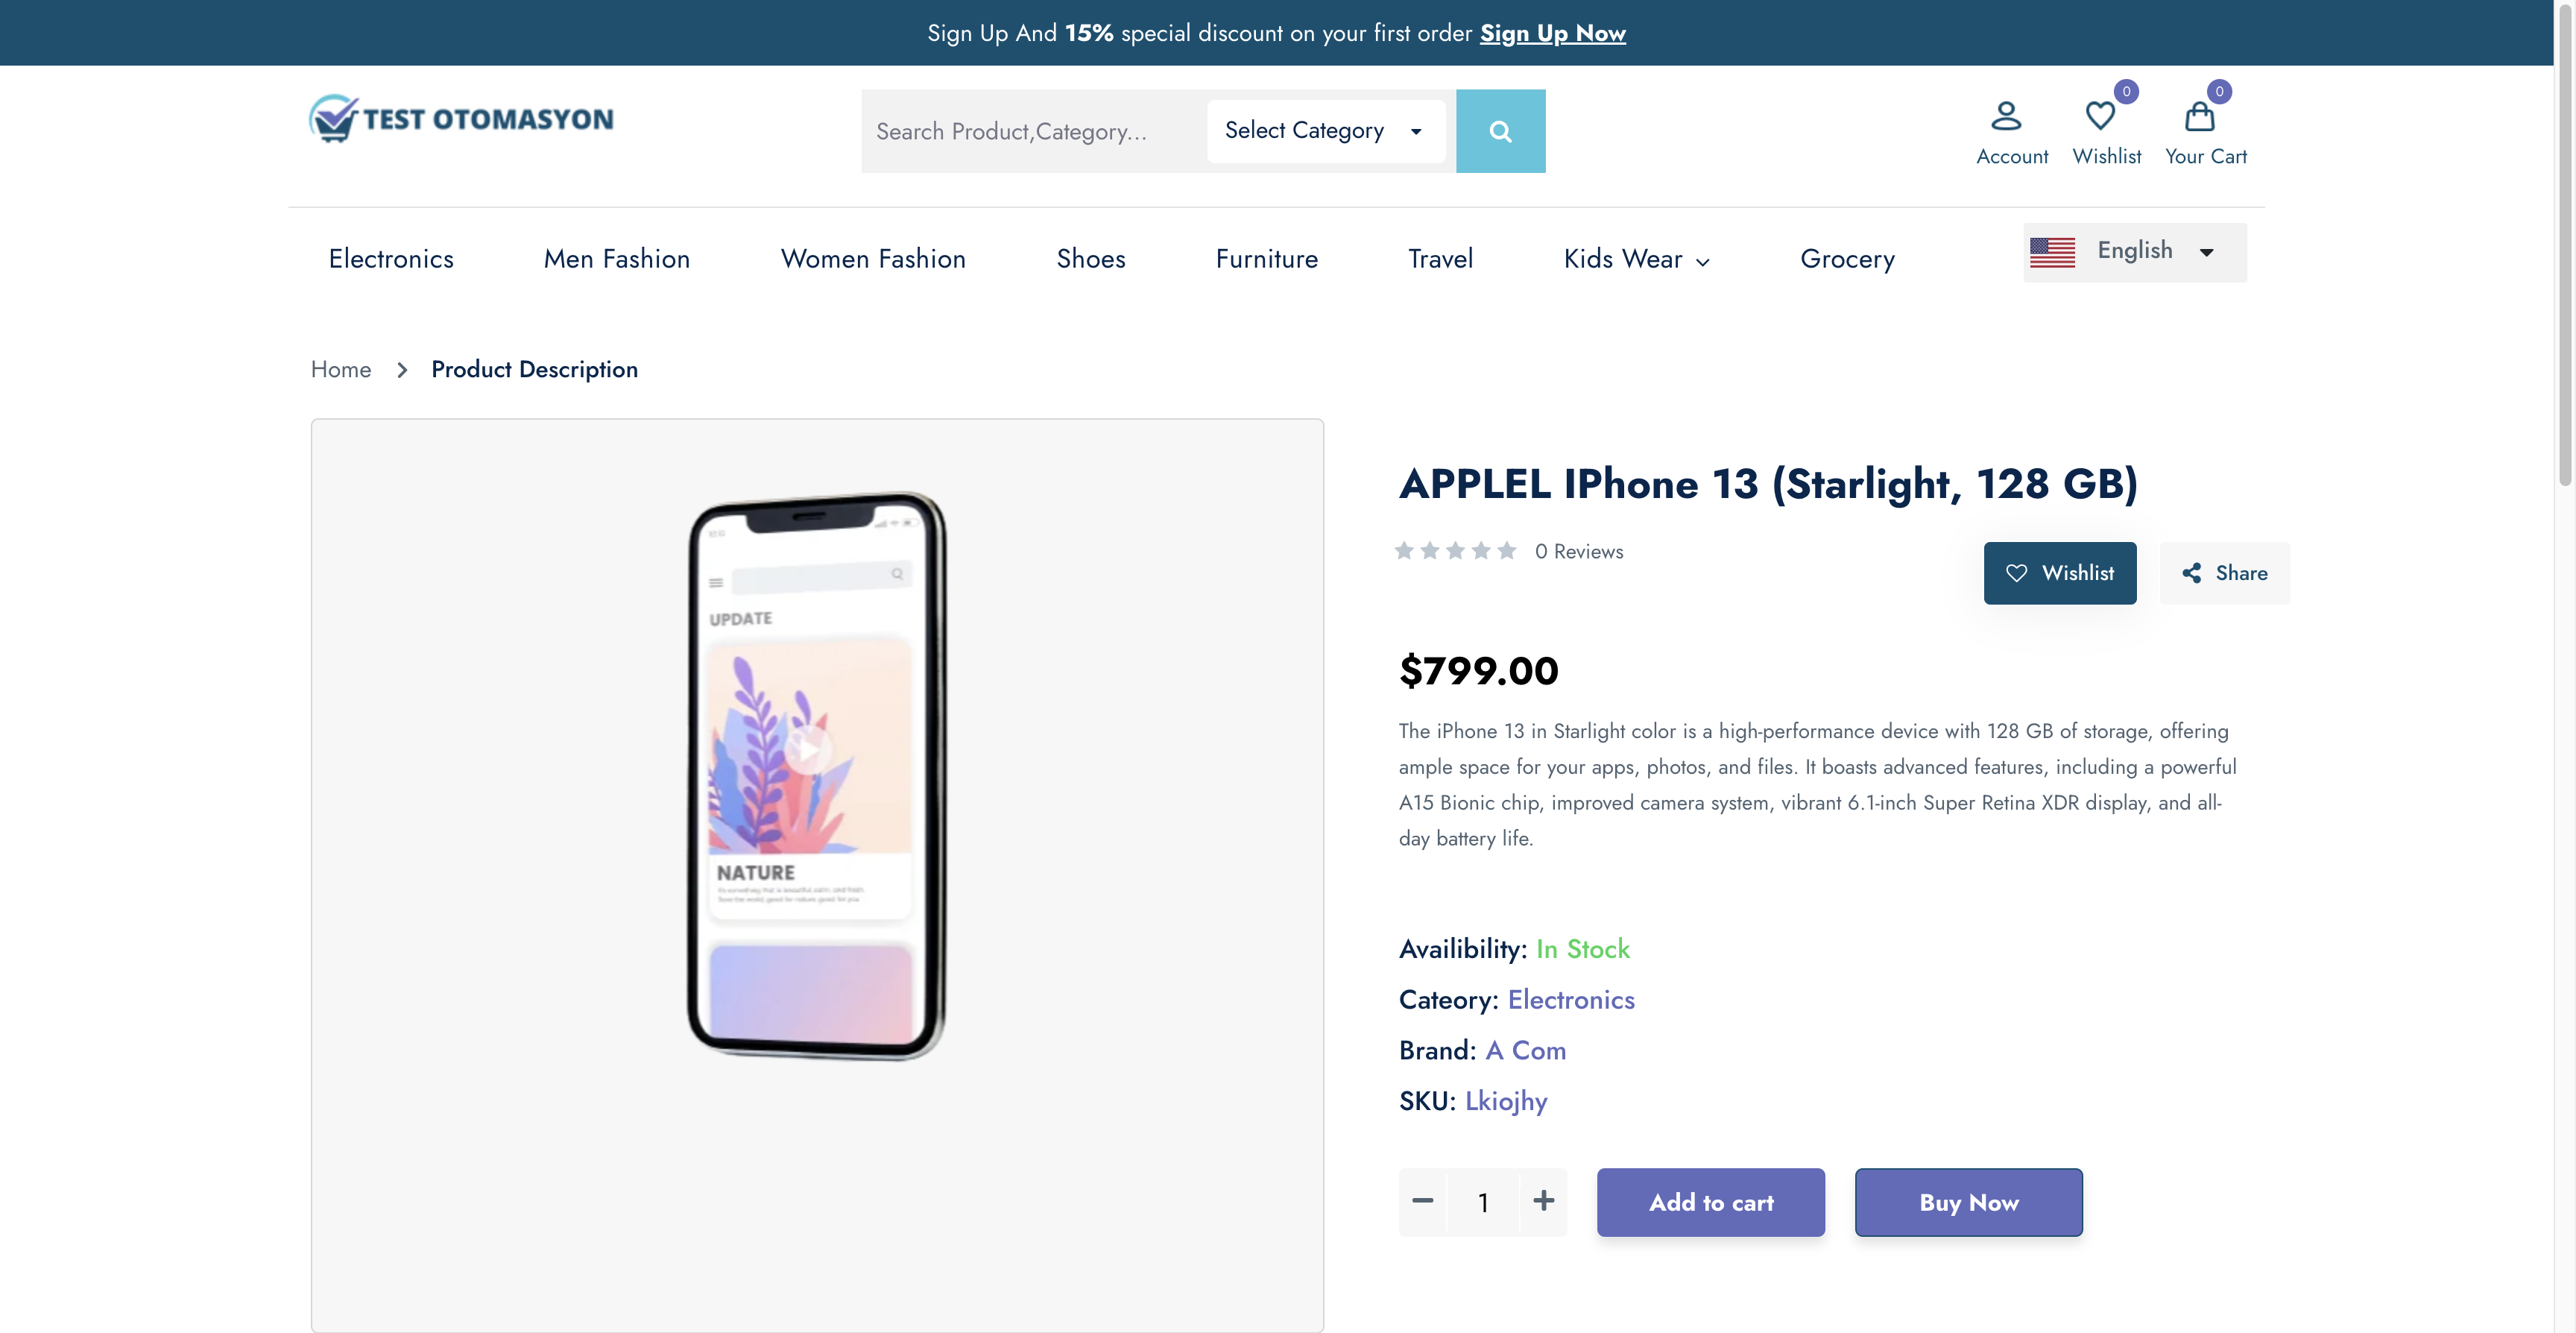 Sign Up And 15% special discount on your first order Sign Up Now
TEST OTOMASYON
Search Product,Category...
Select Category
0
0
Account
Wishlist
Your Cart
Electronics
Men Fashion
Women Fashion
Shoes
Furniture
Travel
Kids Wear
Grocery
English
Home
Product Description
UPDATE
NATURE
APPLEL IPhone 13 (Starlight, 128 GB)
0 Reviews
Wishlist
Share
$799.00
The iPhone 13 in Starlight color is a high-performance device with 128 GB of storage, offering
ample space for your apps, photos, and files. It boasts advanced features, including a powerful
A15 Bionic chip, improved camera system, vibrant 6.1-inch Super Retina XDR display, and all-
day battery life.
Availibility: In Stock
Cateory: Electronics
Brand: A Com
SKU: Lkiojhy
1
Add to cart
Buy Now